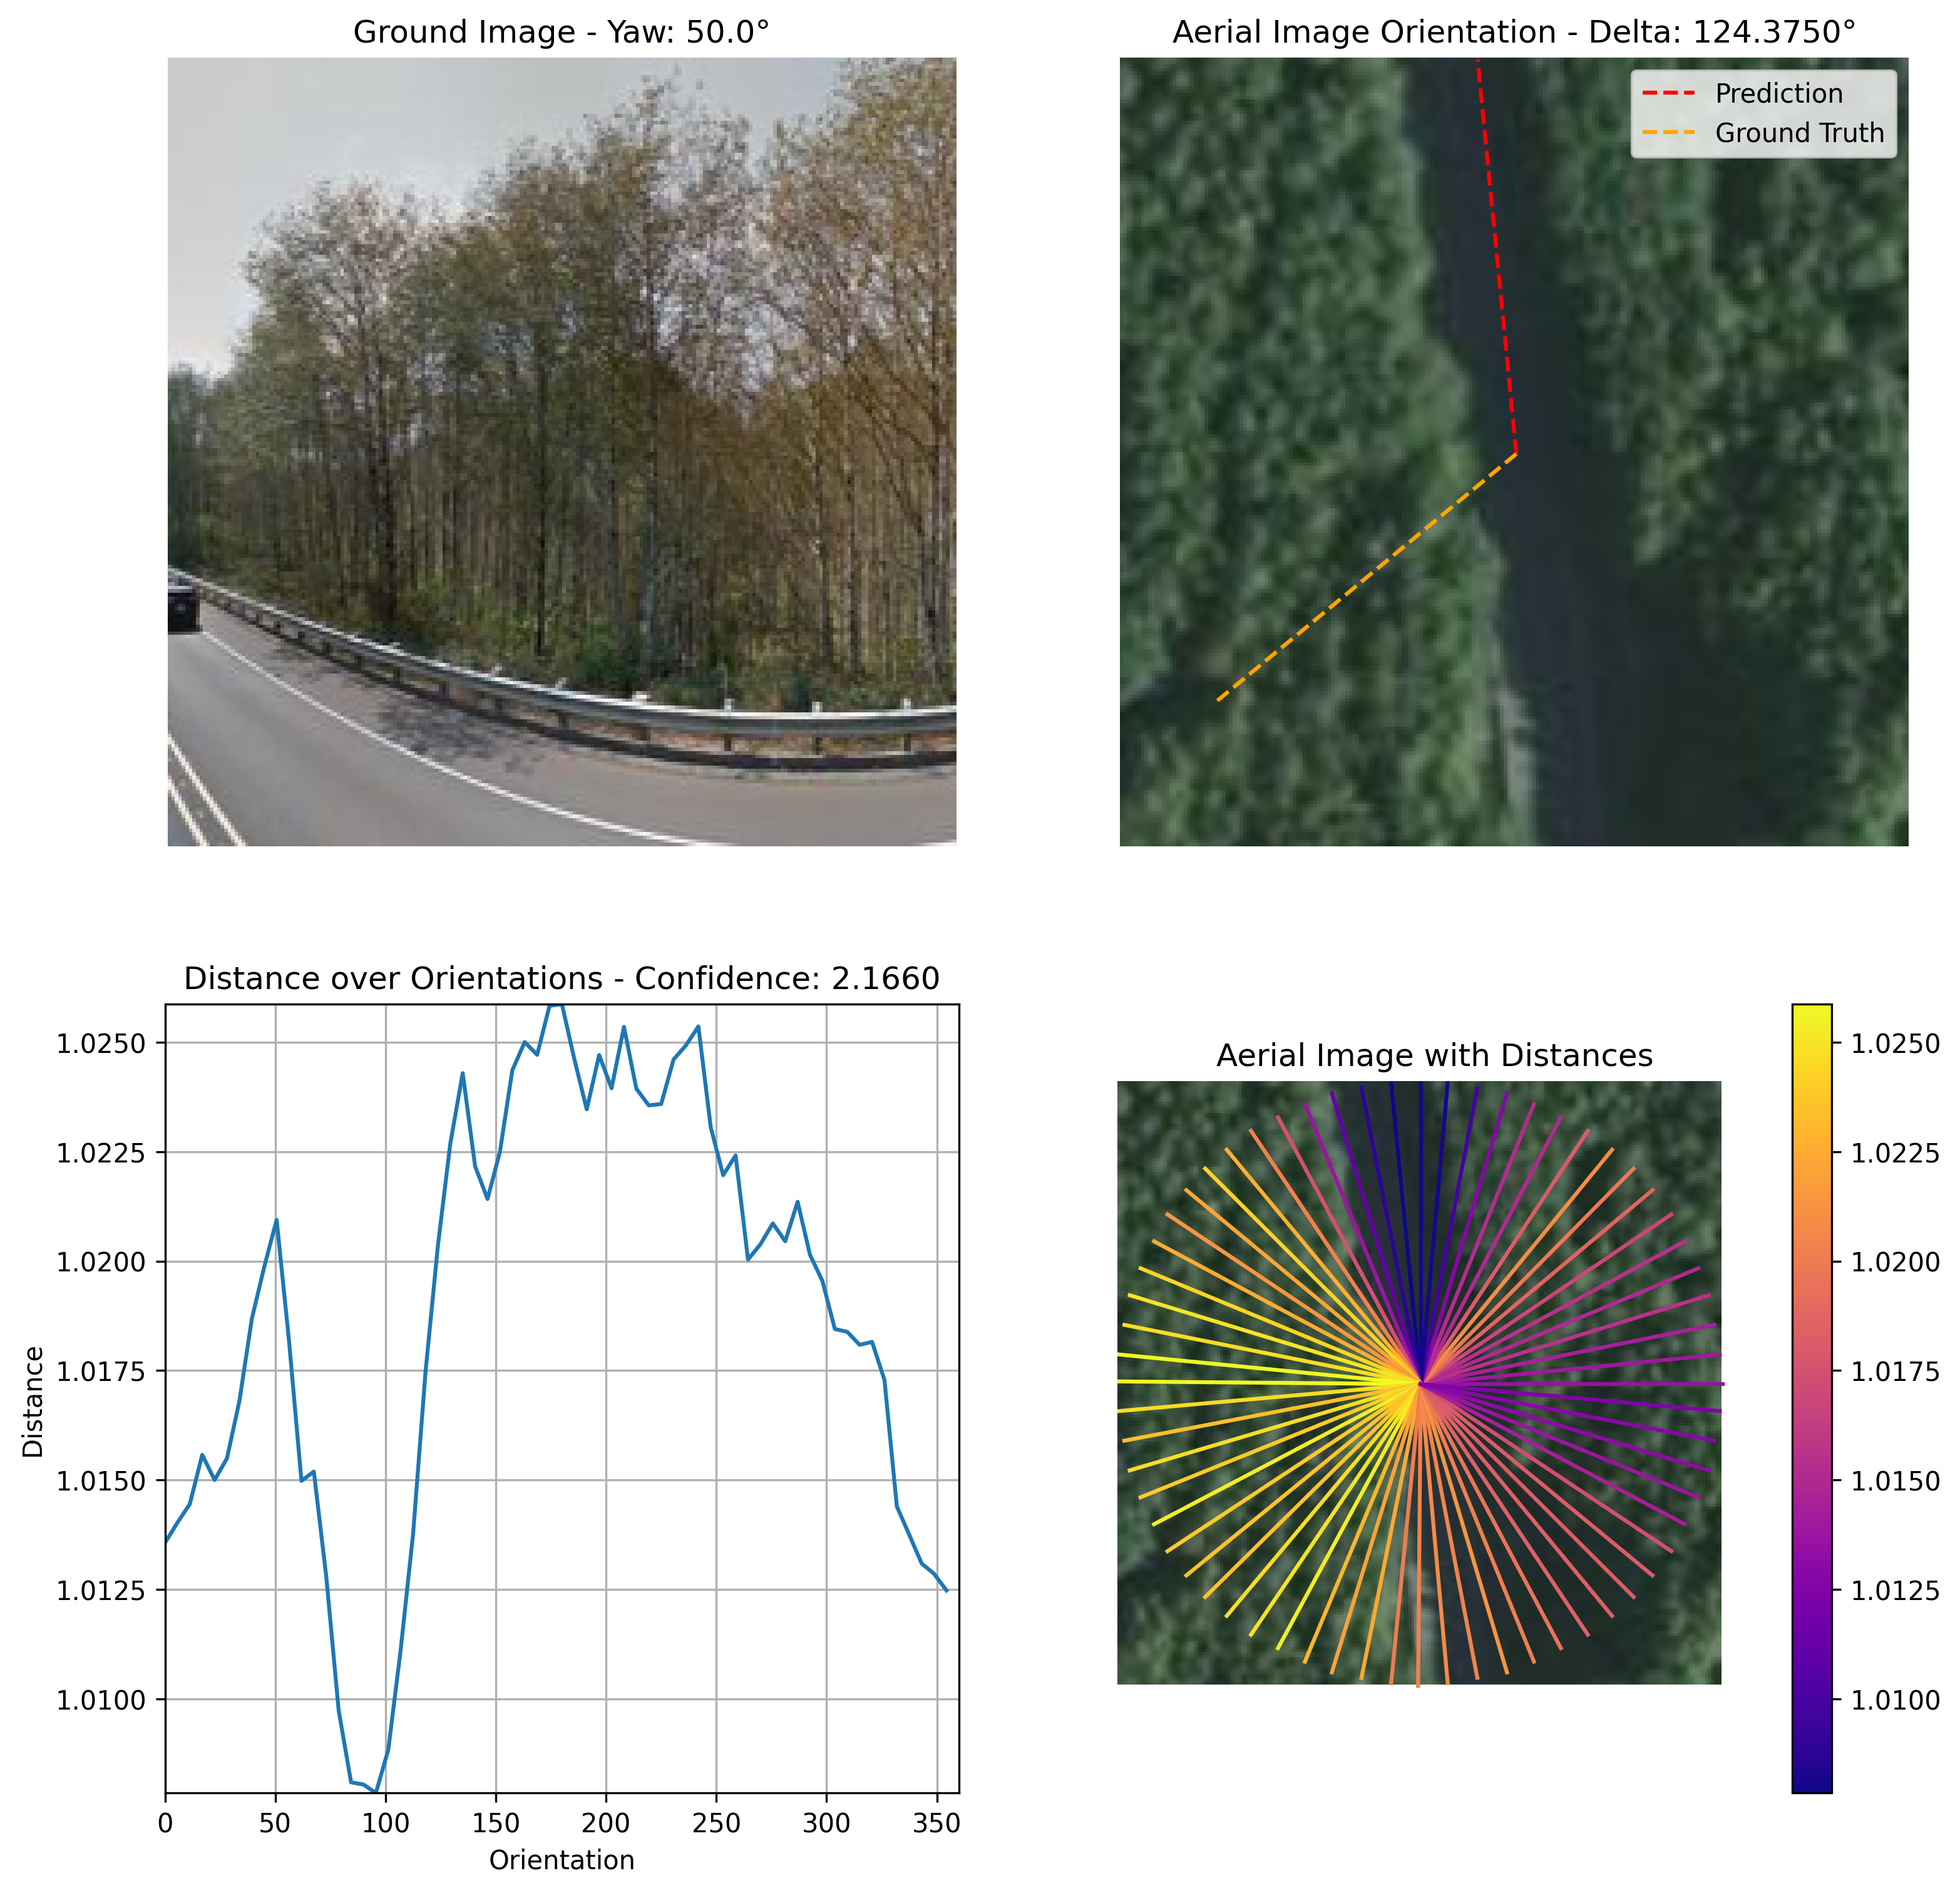 Ground Image - Yaw: 50.0°
Aerial Image Orientation - Delta: 124.3750°
Prediction
Ground Truth
Distance over Orientations - Confidence: 2.1660
1.0250
1.0225
1.0200
1.0175
1.0150
1.0125
1.0100
Distance
0 50 100 150 200 250 300 350
Orientation
Aerial Image with Distances
1.0250
1.0225
1.0200
1.0175
1.0150
1.0125
1.0100